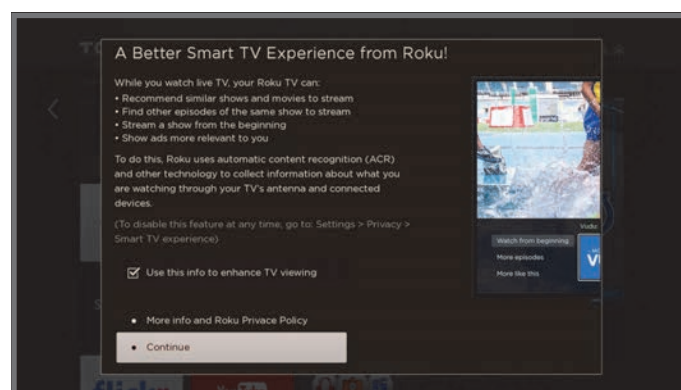 A Better Smart TV Experience from Roku!
While you watch live TV, your Roku TV can:
• Recommend similar shows and movies to stream
• Find other episodes of the same show to stream
• Stream a show from the beginning
• Show ads more relevant to you
To do this, Roku uses automatic content recognition (ACR)
and other technology to collect information about what you
are watching through your TV's antenna and connected
devices.
(To disable this feature at any time, go to: Settings > Privacy >
Smart TV experience)
Use this info to enhance TV viewing
• More info and Roku Privace Policy
• Continue
Vudu
Watch from beginning
More episodes
More like this